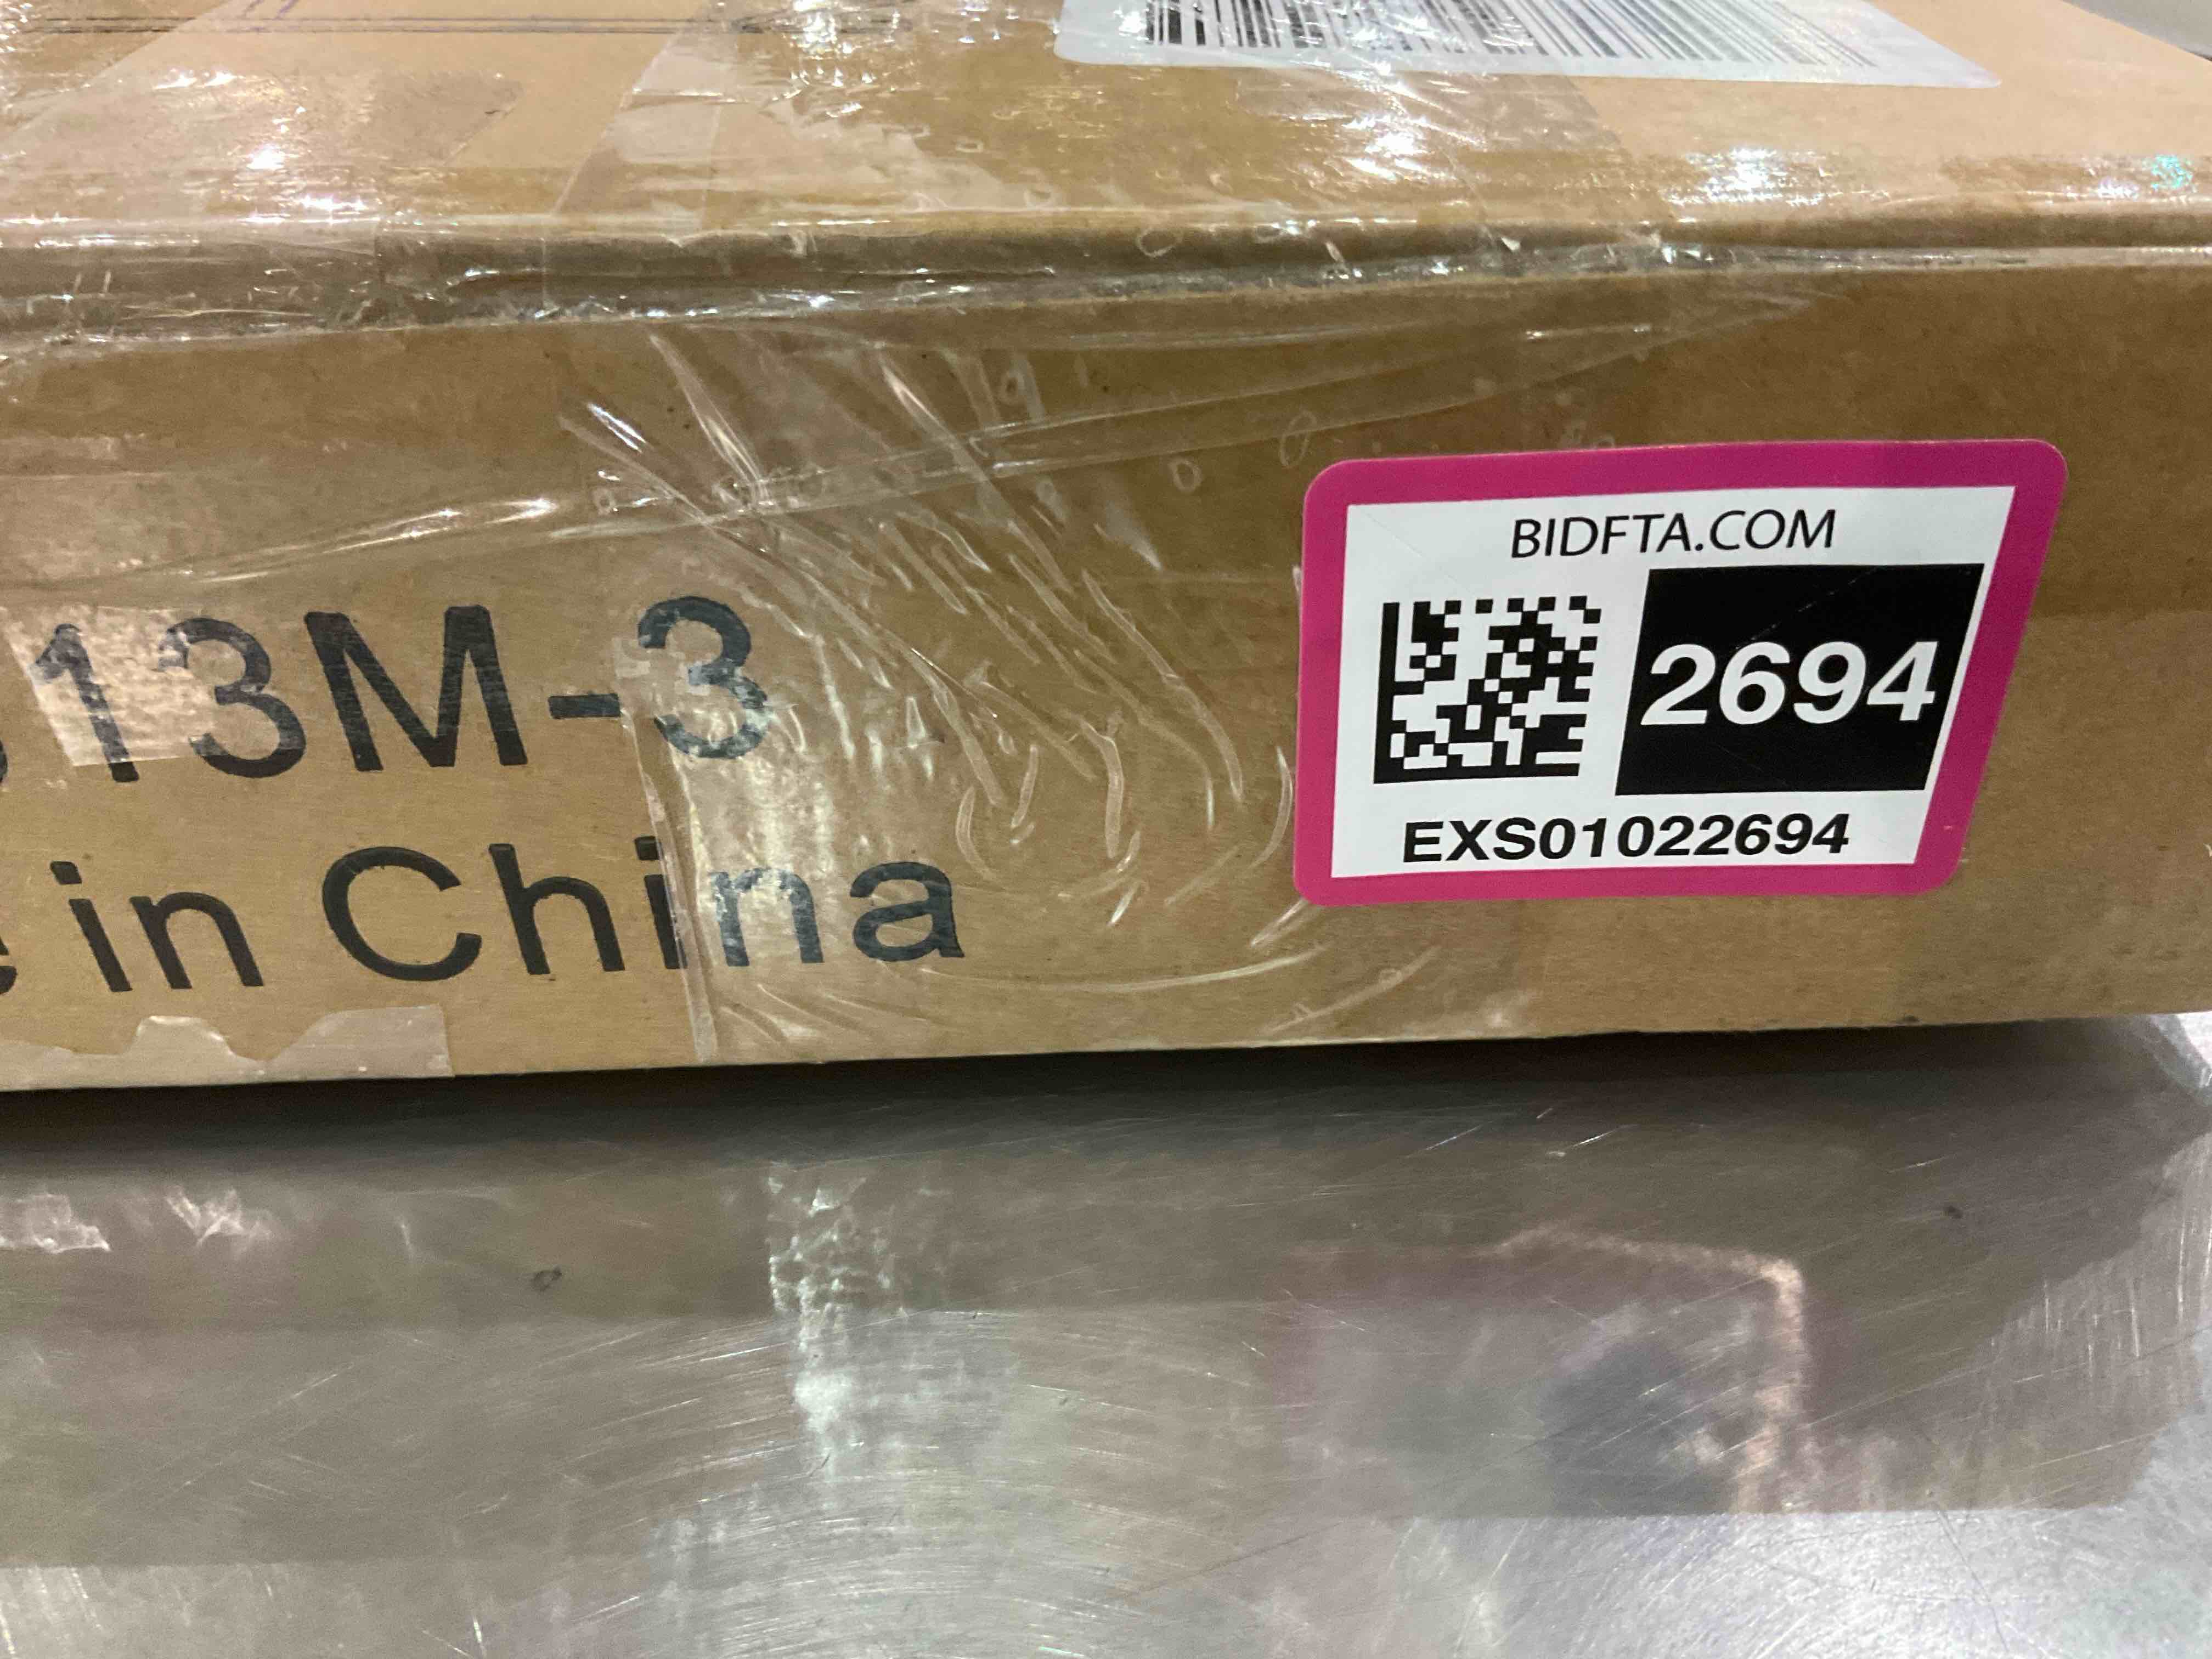 13M-3
in China
BIDFTA.COM
2694
EXS01022694